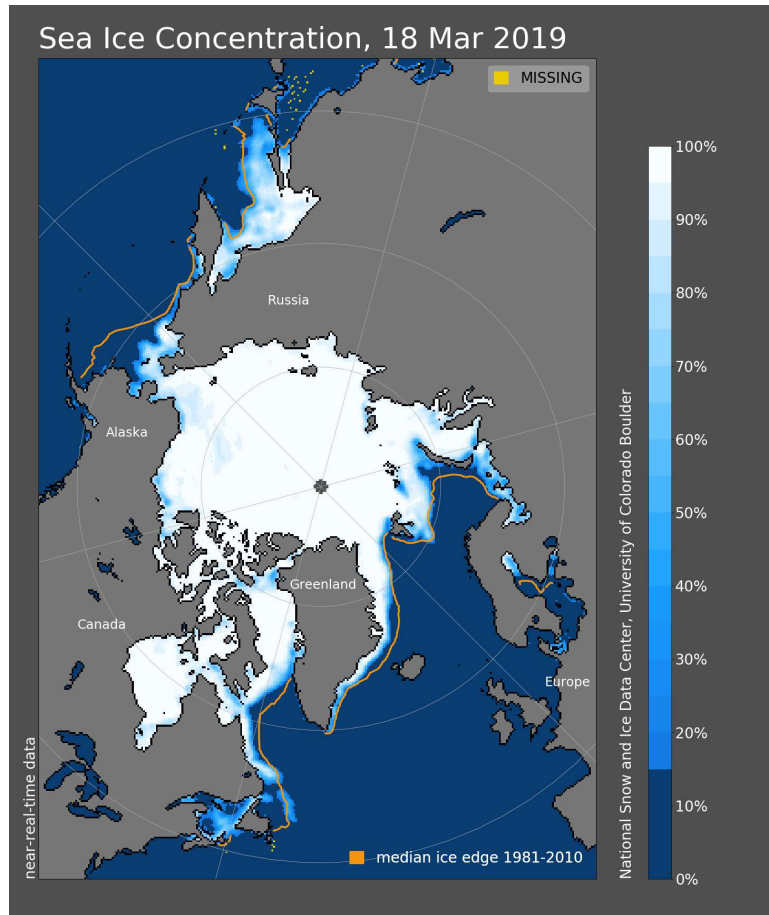 Sea Ice Concentration, 18 Mar 2019
MISSING
Russia
Alaska
Greenland
Canada
Europe
near-real-time data
median ice edge 1981-2010
100%
90%
80%
70%
60%
50%
40%
30%
20%
10%
0%
National Snow and Ice Data Center, University of Colorado Boulder